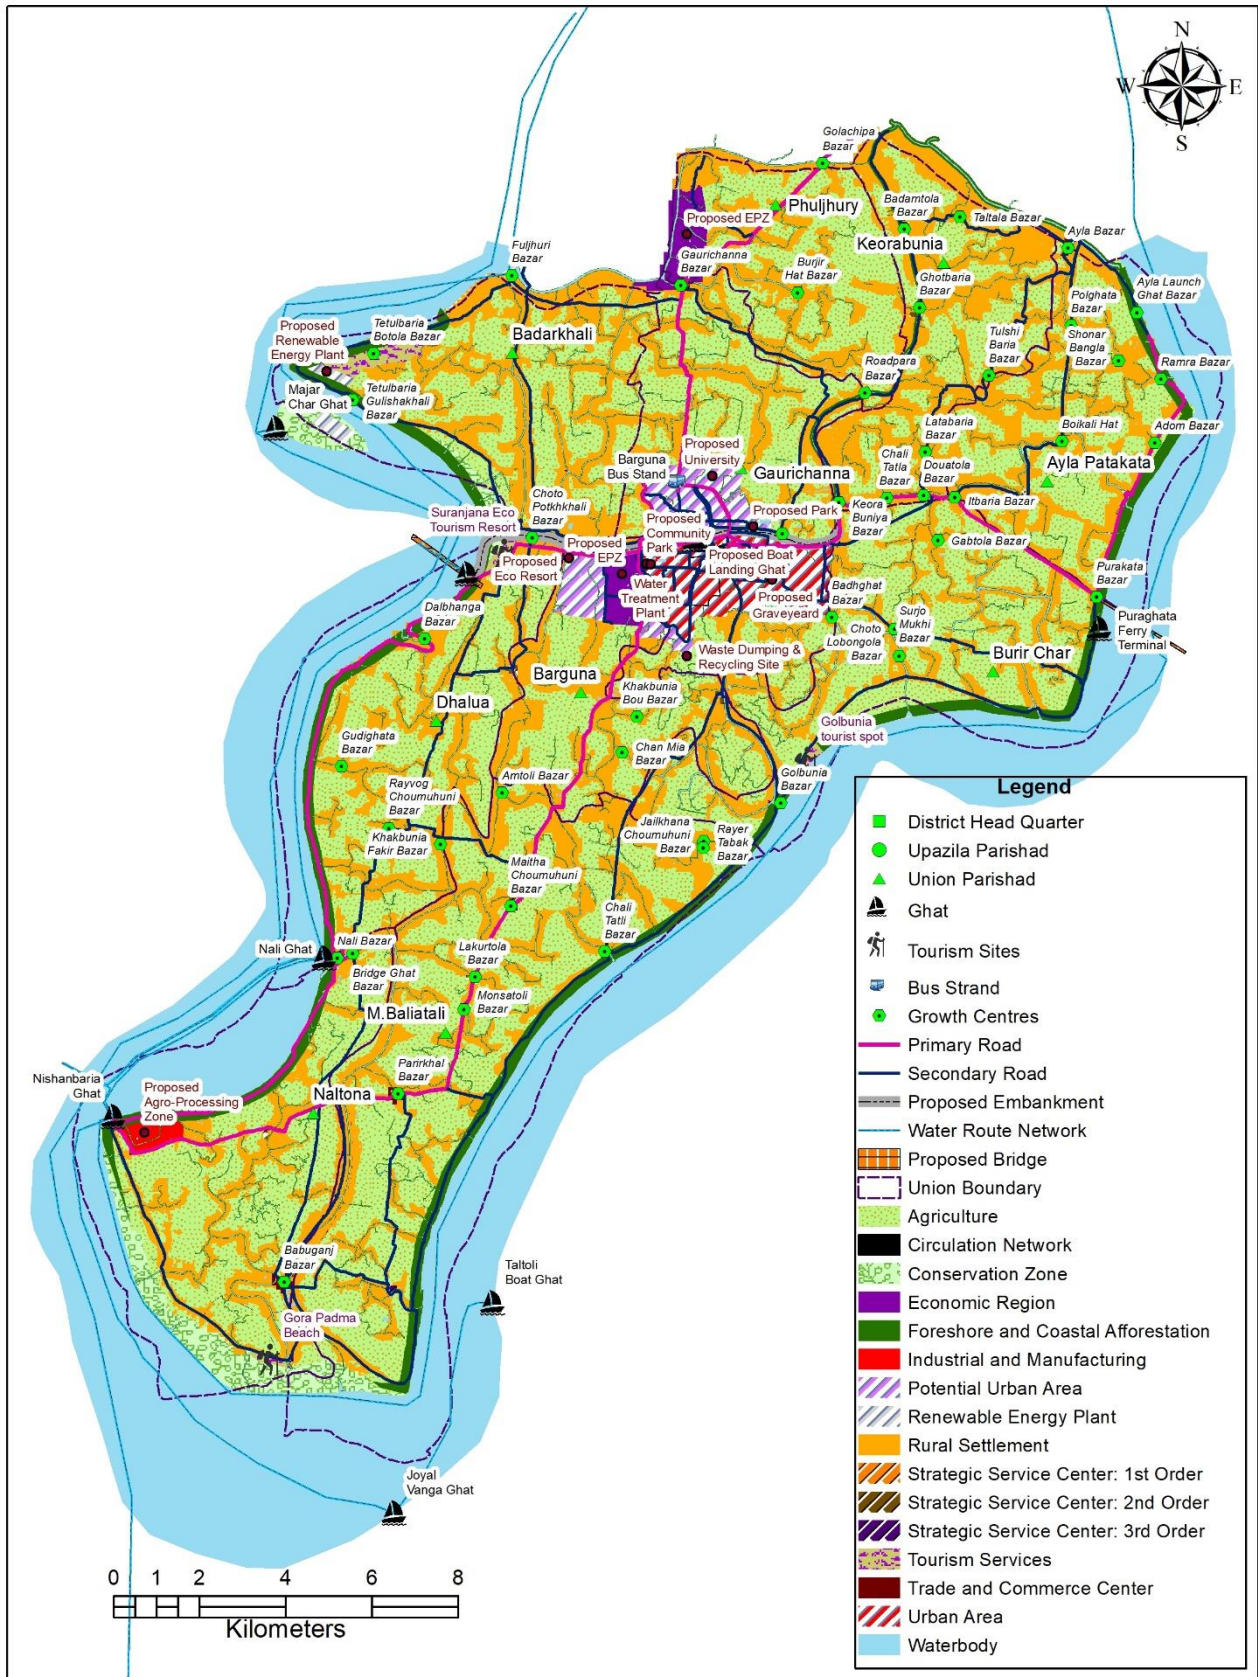 N
W
E
S
Golachipa
Bazar
Phuljhury
Proposed EPZ
Badamtola
Bazar
Taltala Bazar
Keorabunia
Ayla Bazar
Fuljhuri
Bazar
Gaurichanna
Bazar
Burjir
Hat Bazar
Ghotbaria
Bazar
Ayla Launch
Ghat Bazar
Polghata
Bazar
Proposed
Renewable
Energy Plant
Tetulbaria
Botola Bazar
Badarkhali
Tulshi
Baria
Bazar
Shonar
Bangla
Bazar
Ramra Bazar
Roadpara
Bazar
Majar
Char Ghat
Tetulbaria
Gulishakhali
Bazar
Latabaria
Bazar
Boikali Hat
Adom Bazar
Proposed
University
Barguna
Bus Stand
Gaurichanna
Chali
Tatla
Bazar
Douatola
Bazar
Ayla Patakata
Choto
Potkhkhali
Bazar
Suranjana Eco
Tourism Resort
Proposed Park
Keora
Buniya
Bazar
Itbaria Bazar
Proposed
Community
Park
Proposed
EPZ
Proposed Boat
Landing Ghat
Gabtola Bazar
Proposed
Eco Resort
Water
Treatment
Plant
Proposed
Graveyeard
Badhghat
Bazar
Purakata
Bazar
Dalbhanga
Bazar
Choto
Lobongola
Bazar
Surjo
Mukhi
Bazar
Puraghata
Ferry
Terminal
Waste Dumping &
Recycling Site
Burir Char
Barguna
Khakbunia
Bou Bazar
Dhalua
Golbunia
tourist spot
Gudighata
Bazar
Chan Mia
Bazar
Golbunia
Bazar
Rayvog
Choumuhuni
Bazar
Amtoli Bazar
Khakbunia
Fakir Bazar
Jailkhana
Choumuhuni
Bazar
Rayer
Tabak
Bazar
Maitha
Choumuhuni
Bazar
Chali
Tatli
Bazar
Nali Ghat
Nali Bazar
Bridge Ghat
Bazar
Lakurtola
Bazar
Monsatoli
Bazar
M.Baliatali
Parirkhal
Bazar
Nishanbaria
Ghat
Proposed
Agro-Processing
Zone
Naltona
Babuganj
Bazar
Taltoli
Boat Ghat
Gora Padma
Beach
Joyal
Vanga Ghat
0 1 2 4 6 8
Kilometers
Legend
District Head Quarter
Upazila Parishad
Union Parishad
Ghat
Tourism Sites
Bus Strand
Growth Centres
Primary Road
Secondary Road
Proposed Embankment
Water Route Network
Proposed Bridge
Union Boundary
Agriculture
Circulation Network
Conservation Zone
Economic Region
Foreshore and Coastal Afforestation
Industrial and Manufacturing
Potential Urban Area
Renewable Energy Plant
Rural Settlement
Strategic Service Center: 1st Order
Strategic Service Center: 2nd Order
Strategic Service Center: 3rd Order
Tourism Services
Trade and Commerce Center
Urban Area
Waterbody